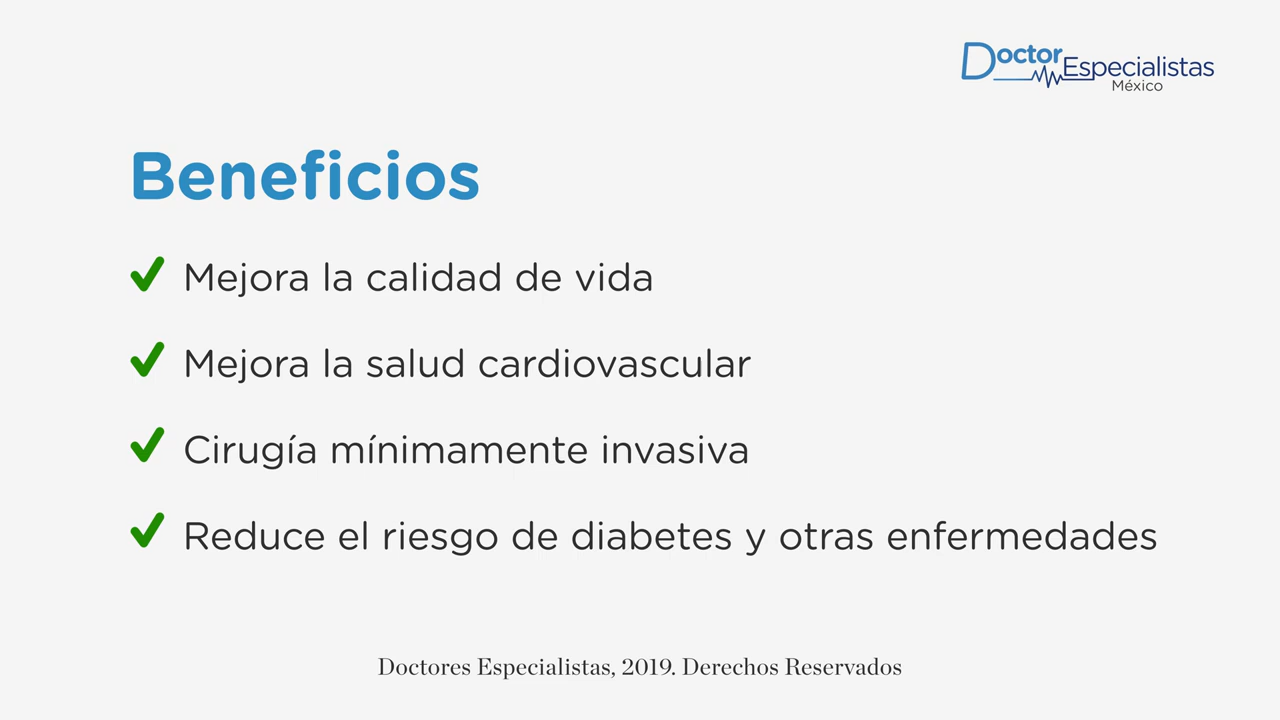 Doctor Especialistas
México
Beneficios
Mejora la calidad de vida
Mejora la salud cardiovascular
Cirugía mínimamente invasiva
Reduce el riesgo de diabetes y otras enfermedades
Doctores Especialistas, 2019. Derechos Reservados